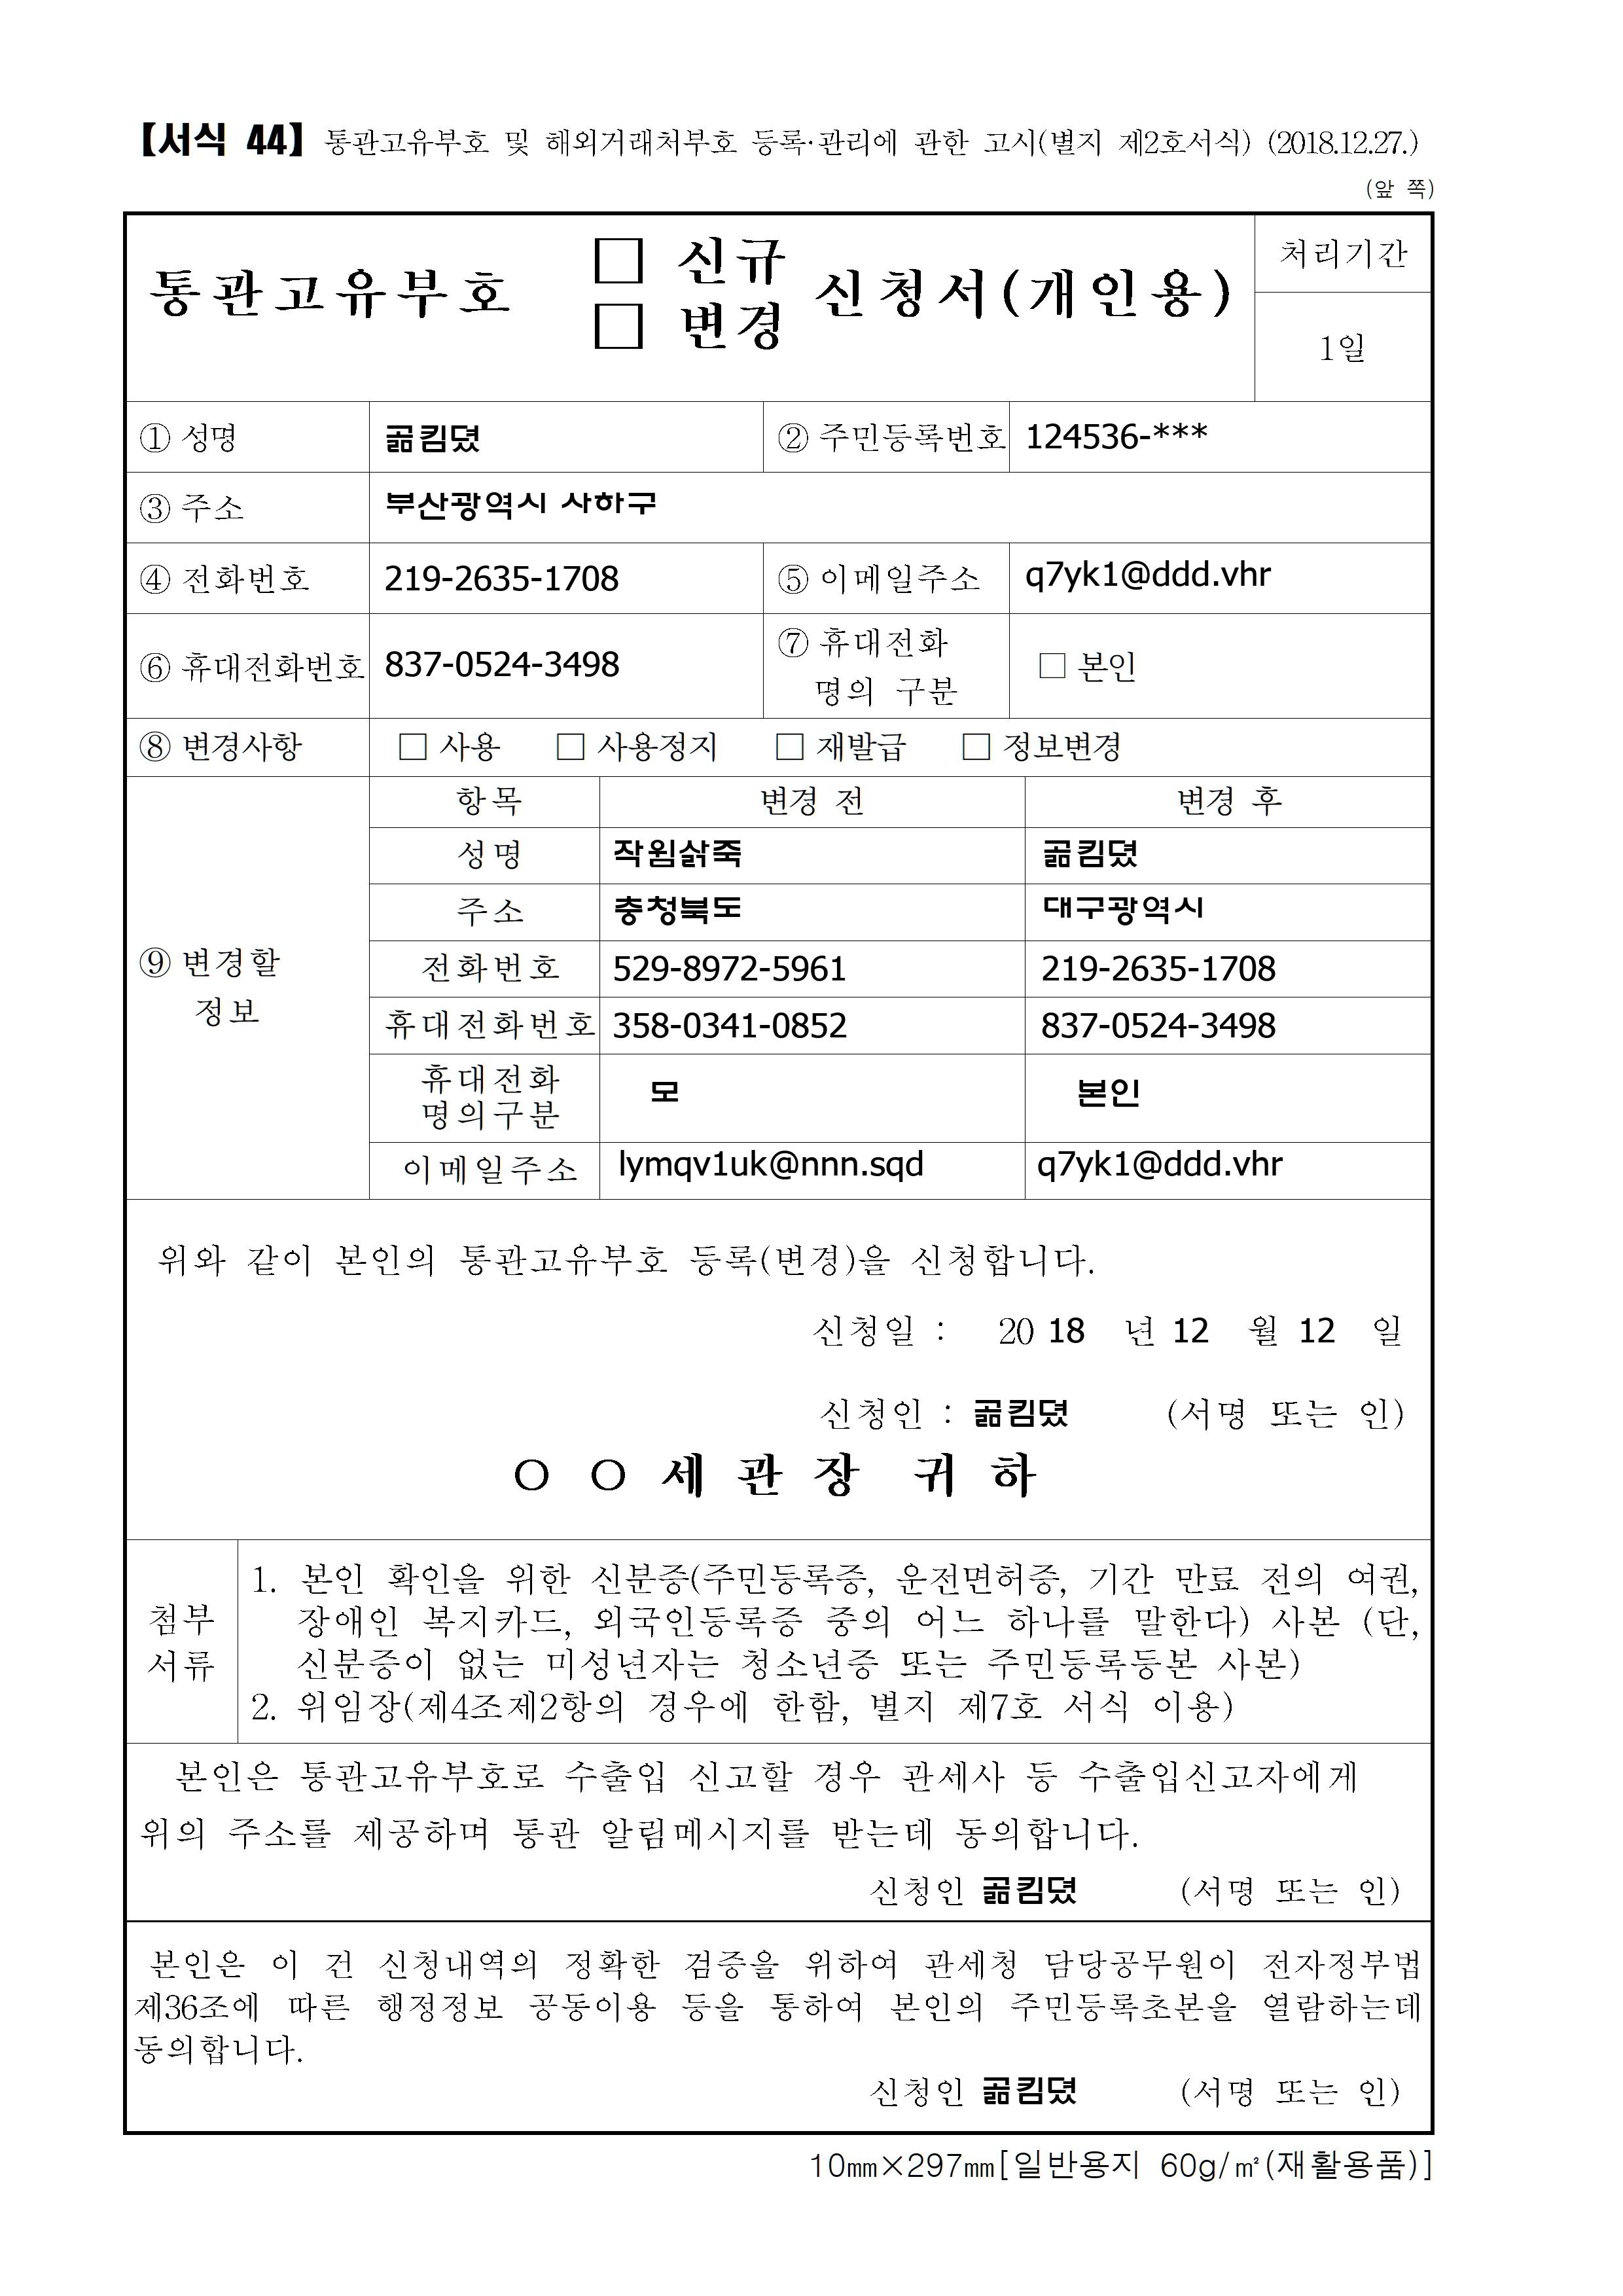 【서식 44】 통관고유부호 및 해외거래처부호 등록·관리에 관한 고시(별지 제2호서식) (2018.12.27.)
(앞 쪽)
통관고유부호 □ 신규 □ 변경 신청서(개인용)
처리기간
1일
① 성명 곪킴뎠 ② 주민등록번호 124536-***
③ 주소 부산광역시 사하구
④ 전화번호 219-2635-1708 ⑤ 이메일주소 q7yk1@ddd.vhr
⑥ 휴대전화번호 837-0524-3498 ⑦ 휴대전화 명의 구분 □ 본인
⑧ 변경사항 □ 사용 □ 사용정지 □ 재발급 □ 정보변경
⑨ 변경할 정보
항목 변경 전 변경 후
성명 작윔삵죽 곪킴뎠
주소 충청북도 대구광역시
전화번호 529-8972-5961 219-2635-1708
휴대전화번호 358-0341-0852 837-0524-3498
휴대전화 명의구분 모 본인
이메일주소 lymqv1uk@nnn.sqd q7yk1@ddd.vhr
위와 같이 본인의 통관고유부호 등록(변경)을 신청합니다.
신청일 : 20 18 년 12 월 12 일
신청인 : 곪킴뎠 (서명 또는 인)
○ ○ 세 관 장 귀 하
첨부 서류
1. 본인 확인을 위한 신분증(주민등록증, 운전면허증, 기간 만료 전의 여권,
장애인 복지카드, 외국인등록증 중의 어느 하나를 말한다) 사본 (단,
신분증이 없는 미성년자는 청소년증 또는 주민등록등본 사본)
2. 위임장(제4조제2항의 경우에 한함, 별지 제7호 서식 이용)
본인은 통관고유부호로 수출입 신고할 경우 관세사 등 수출입신고자에게
위의 주소를 제공하며 통관 알림메시지를 받는데 동의합니다.
신청인 곪킴뎠 (서명 또는 인)
본인은 이 건 신청내역의 정확한 검증을 위하여 관세청 담당공무원이 전자정부법
제36조에 따른 행정정보 공동이용 등을 통하여 본인의 주민등록초본을 열람하는데
동의합니다.
신청인 곪킴뎠 (서명 또는 인)
10㎜×297㎜[일반용지 60g/㎡(재활용품)]